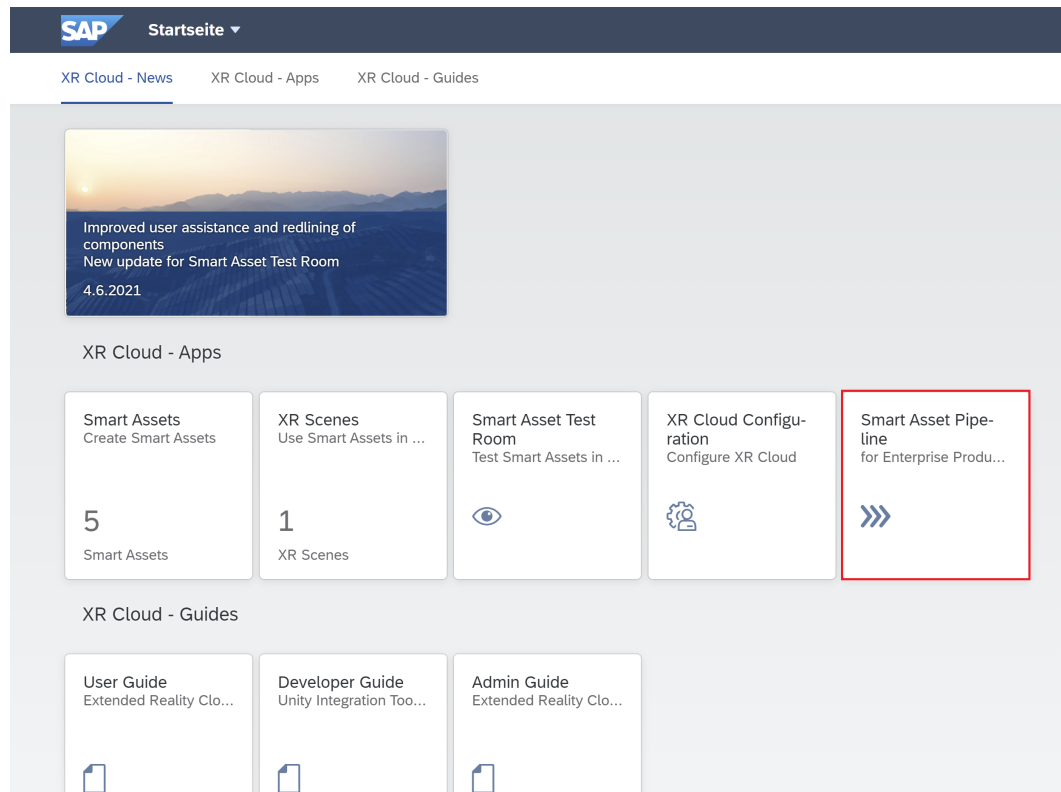 SAP Startseite
XR Cloud - News XR Cloud - Apps XR Cloud - Guides
Improved user assistance and redlining of
components
New update for Smart Asset Test Room
4.6.2021
XR Cloud - Apps
Smart Assets
Create Smart Assets
5
Smart Assets
XR Scenes
Use Smart Assets in ...
1
XR Scenes
Smart Asset Test
Room
Test Smart Assets in ...
XR Cloud Configu-
ration
Configure XR Cloud
Smart Asset Pipe-
line
for Enterprise Produ...
XR Cloud - Guides
User Guide
Extended Reality Clo...
Developer Guide
Unity Integration Too...
Admin Guide
Extended Reality Clo...